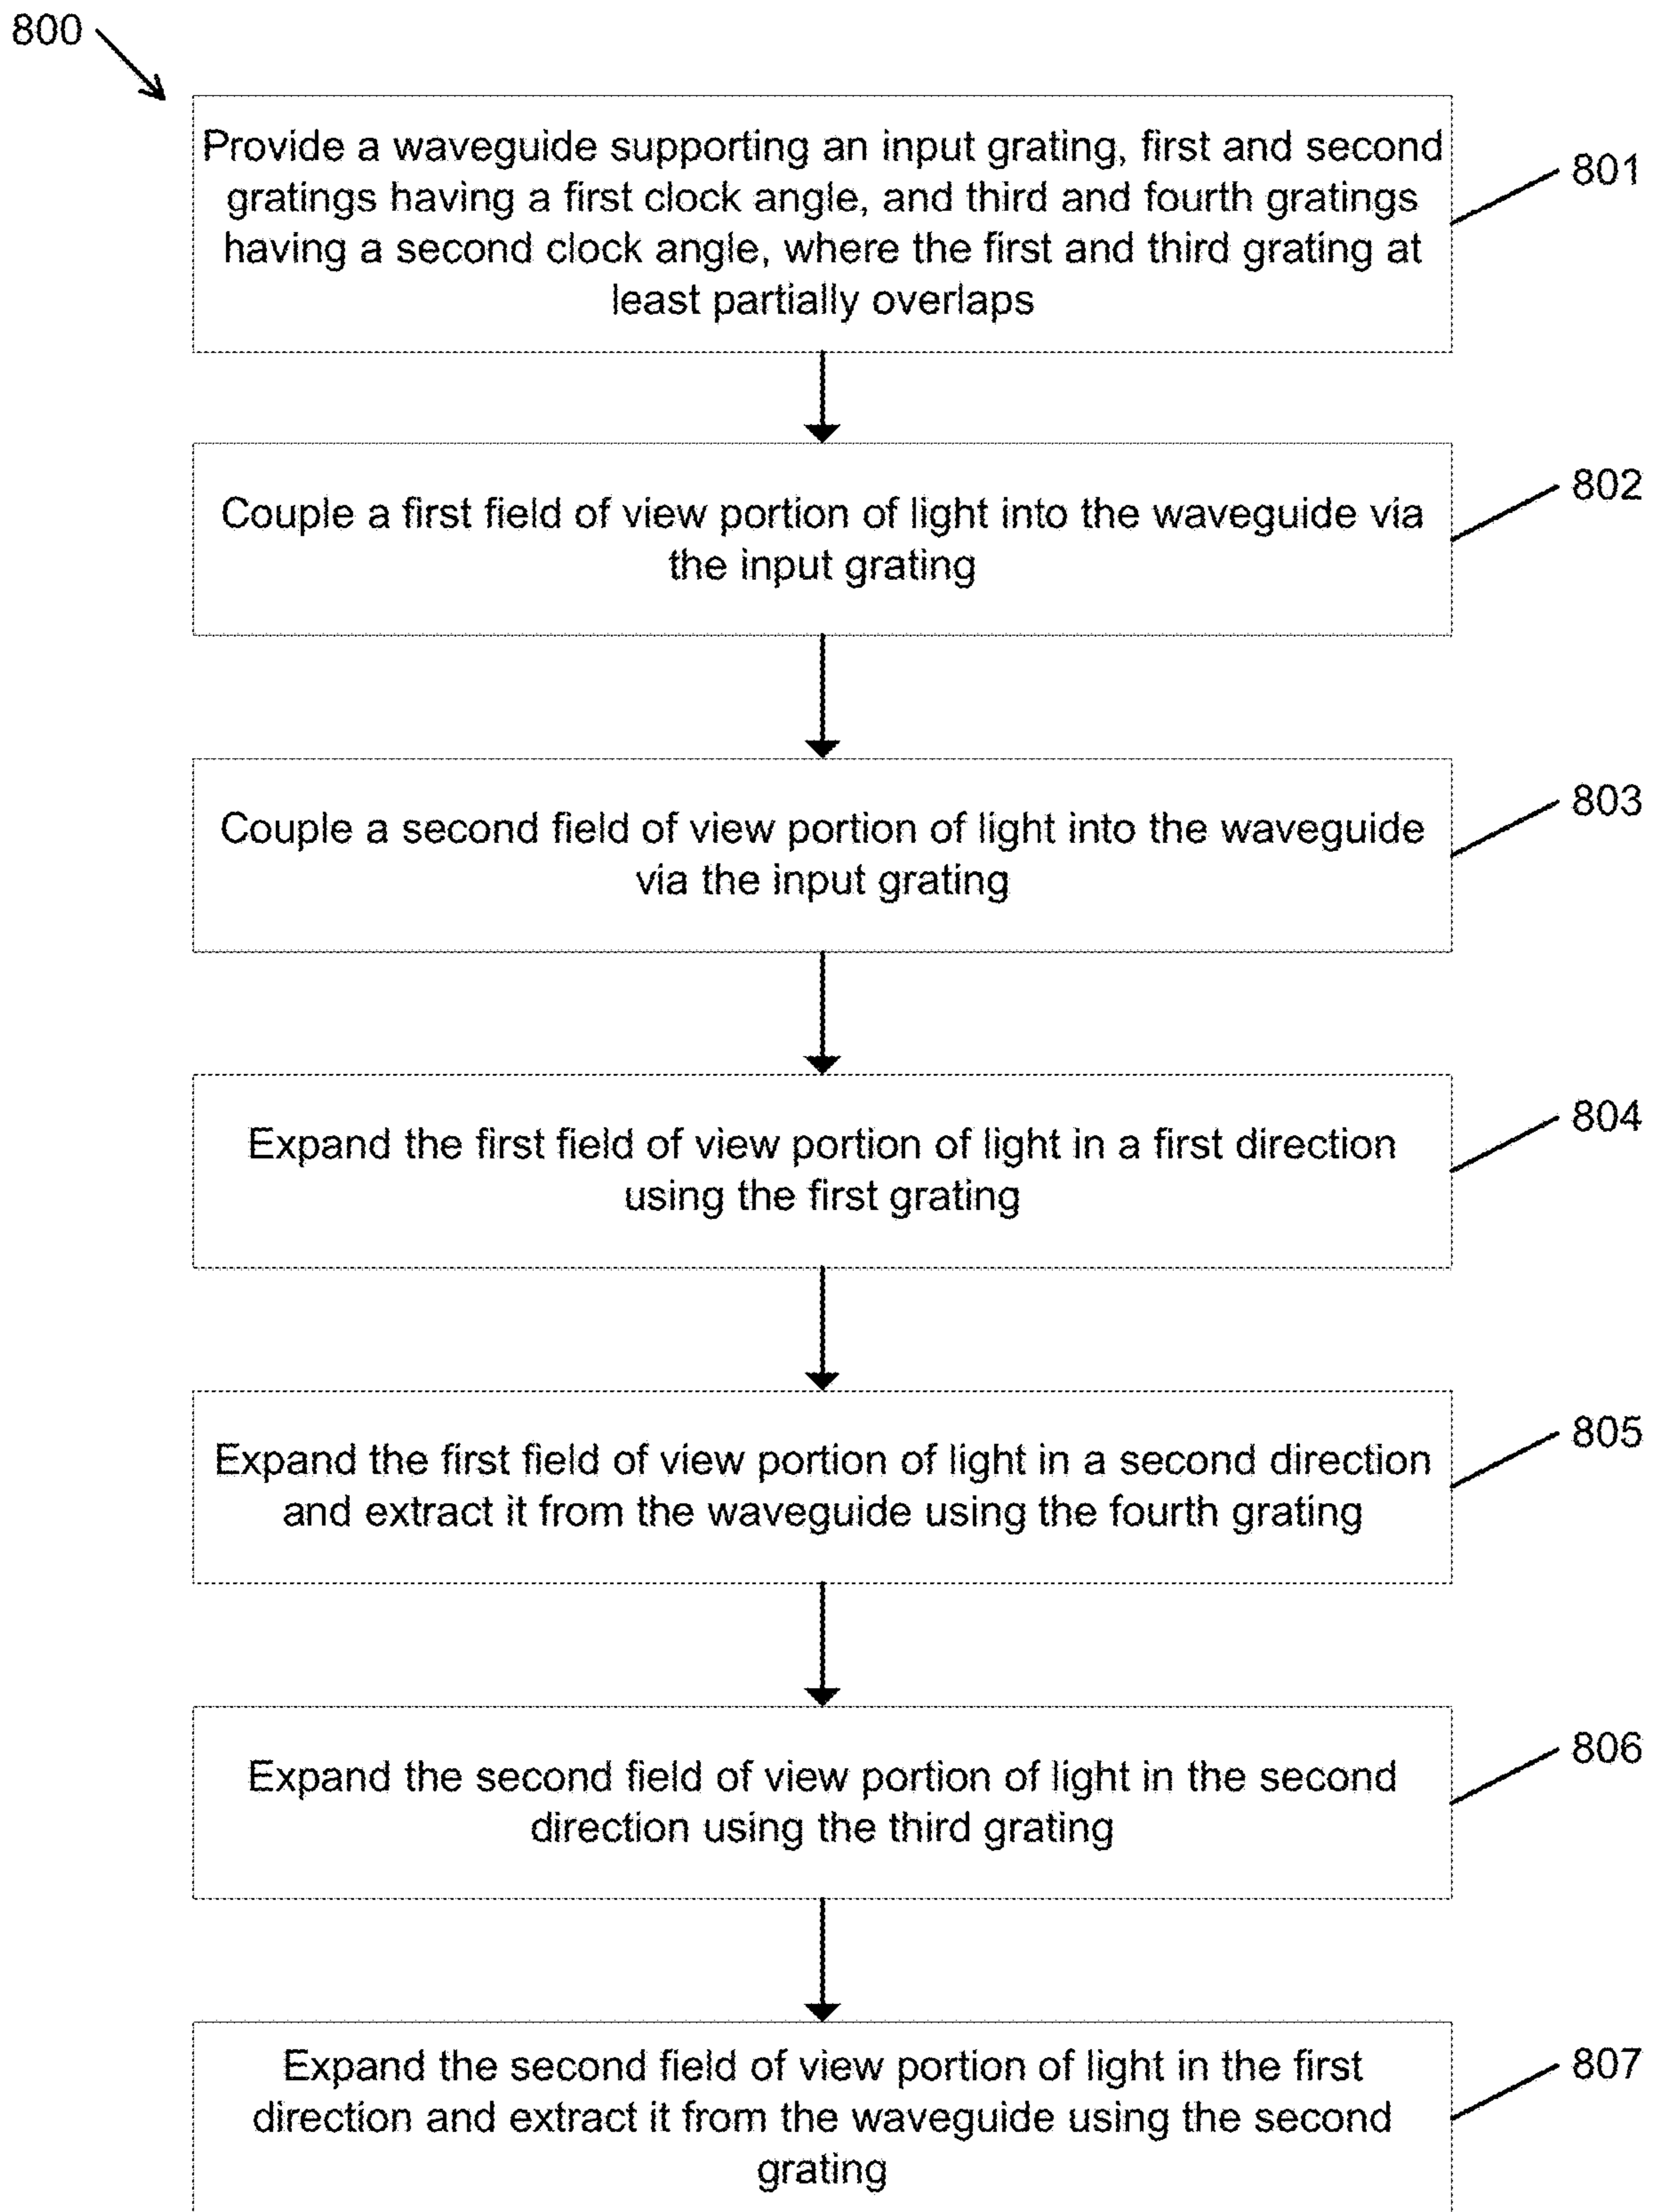 800
Provide a waveguide supporting an input grating, first and second
gratings having a first clock angle, and third and fourth gratings
having a second clock angle, where the first and third grating at
least partially overlaps
801
Couple a first field of view portion of light into the waveguide via
the input grating
802
Couple a second field of view portion of light into the waveguide
via the input grating
803
Expand the first field of view portion of light in a first direction
using the first grating
804
Expand the first field of view portion of light in a second direction
and extract it from the waveguide using the fourth grating
805
Expand the second field of view portion of light in the second
direction using the third grating
806
Expand the second field of view portion of light in the first
direction and extract it from the waveguide using the second
grating
807